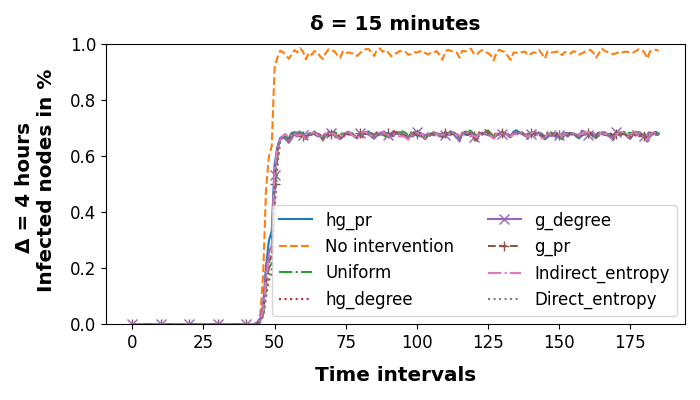 δ = 15 minutes
Δ = 4 hours
Infected nodes in %
1.0
0.8
0.6
0.4
0.2
0.0
hg_pr
No intervention
Uniform
hg_degree
g_degree
g_pr
Indirect_entropy
Direct_entropy
0 25 50 75 100 125 150 175
Time intervals